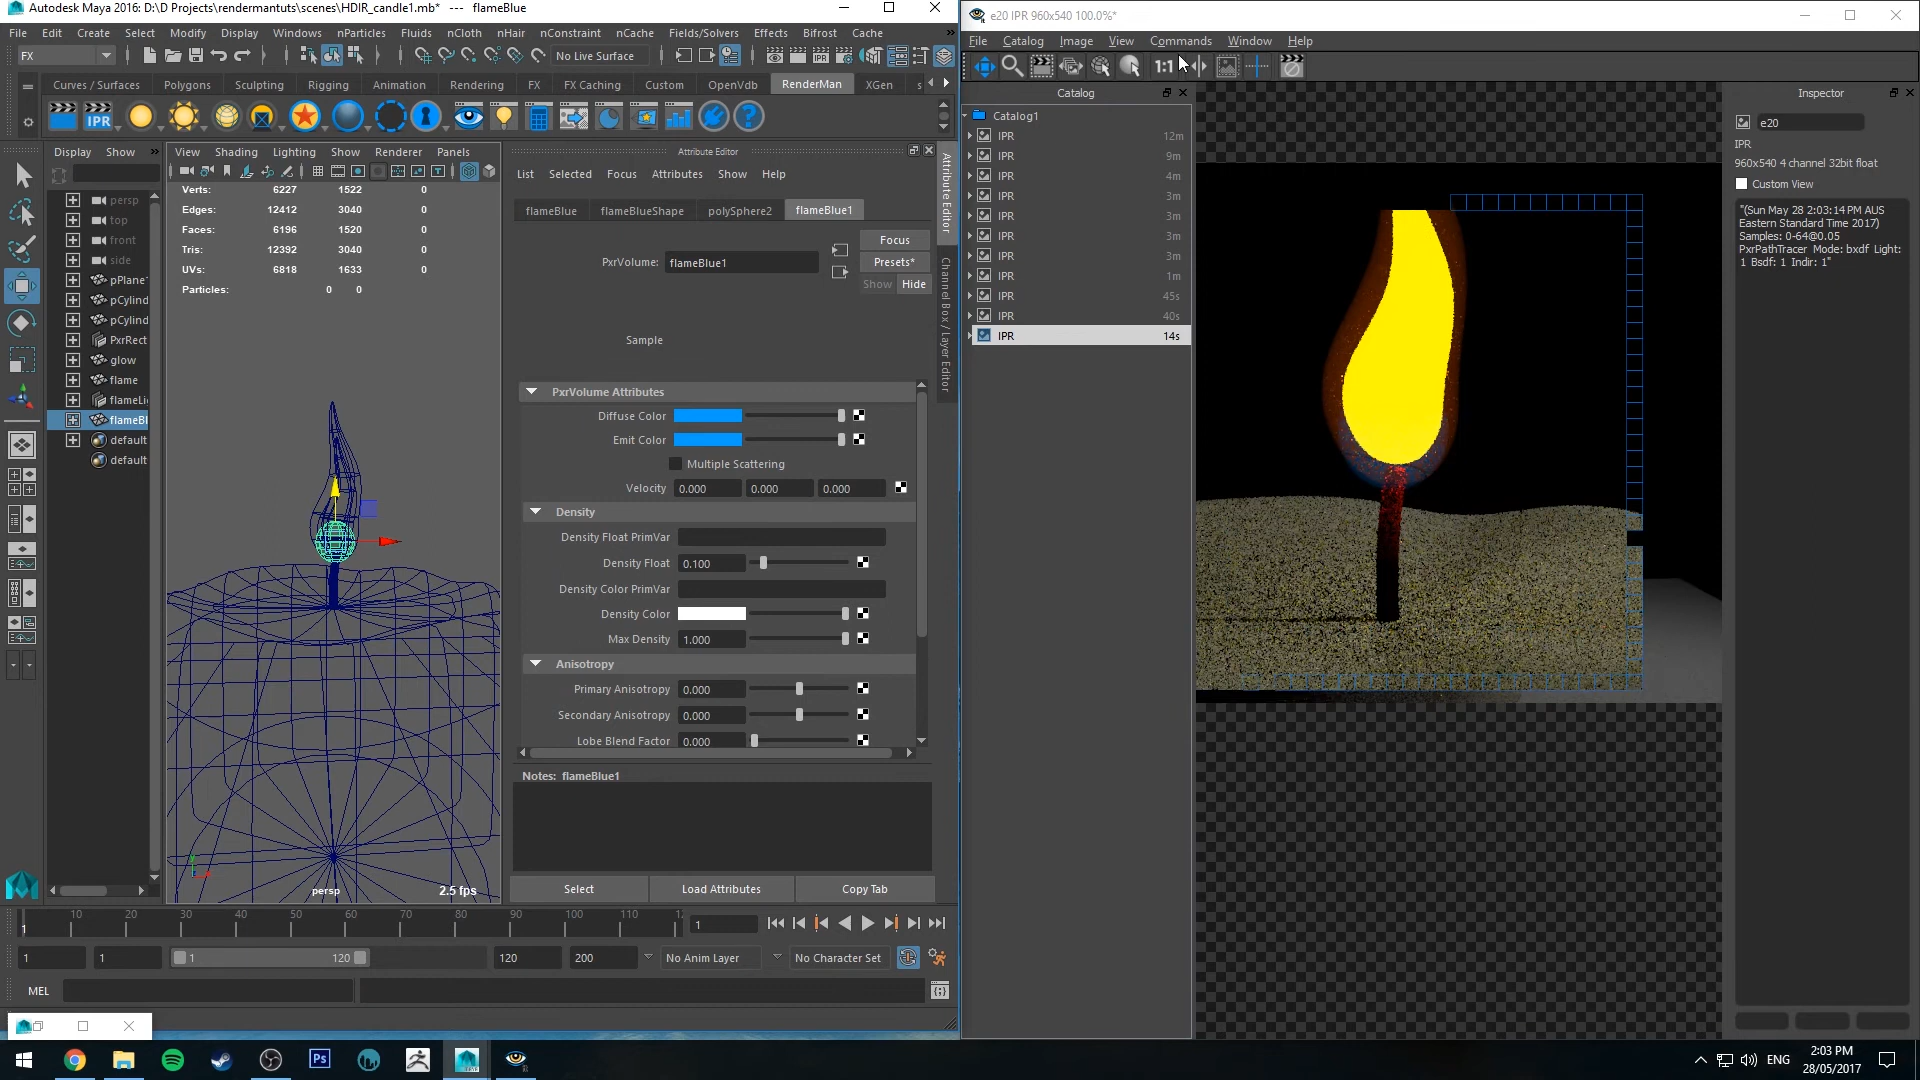 Autodesk Maya 2016: D:\D Projects\rendermantuts\scenes\HDIR_candle1.mb* --- flameBlue
File Edit Create Select Modify Display Windows nParticles Fluids nCloth nHair nConstraint nCache Fields/Solvers Effects Bifrost Cache
FX No Live Surface
Curves / Surfaces Polygons Sculpting Rigging Animation Rendering FX FX Caching Custom OpenVdb RenderMan XGen s
IPR
Display Show
View Shading Lighting Show Renderer Panels
Verts: 6227 1522 0
Edges: 12412 3040 0
Faces: 6196 1520 0
Tris: 12392 3040 0
UVs: 6818 1633 0
Particles: 0 0
persp
top
front
side
pPlane
pCylind
pCylind
PxrRect
glow
flame
flameLi
flameBl
default
default
persp
2.5 fps
Attribute Editor
List Selected Focus Attributes Show Help
flameBlue flameBlueShape polySphere2 flameBlue1
PxrVolume: flameBlue1
Focus
Presets*
Show Hide
Sample
PxrVolume Attributes
Diffuse Color
Emit Color
Multiple Scattering
Velocity 0.000 0.000 0.000
Density
Density Float PrimVar
Density Float 0.100
Density Color PrimVar
Density Color
Max Density 1.000
Anisotropy
Primary Anisotropy 0.000
Secondary Anisotropy 0.000
Lobe Blend Factor 0.000
Notes: flameBlue1
Select Load Attributes Copy Tab
Attribute Editor
Channel Box / Layer Editor
1 10 20 30 40 50 60 70 80 90 100 110 12
1
1 1 1 120 120 200 No Anim Layer No Character Set
MEL
e20 IPR 960x540 100.0%*
File Catalog Image View Commands Window Help
1:1
Catalog
Catalog1
IPR 12m
IPR 9m
IPR 4m
IPR 3m
IPR 3m
IPR 3m
IPR 3m
IPR 1m
IPR 45s
IPR 40s
IPR 14s
Inspector
e20
IPR
960x540 4 channel 32bit float
Custom View
"(Sun May 28 2:03:14 PM AUS
Eastern Standard Time 2017)
Samples: 0-64@0.05
PxrPathTracer Mode: bxdf Light:
1 Bsdf: 1 Indir: 1"
Ps
ENG
2:03 PM
28/05/2017